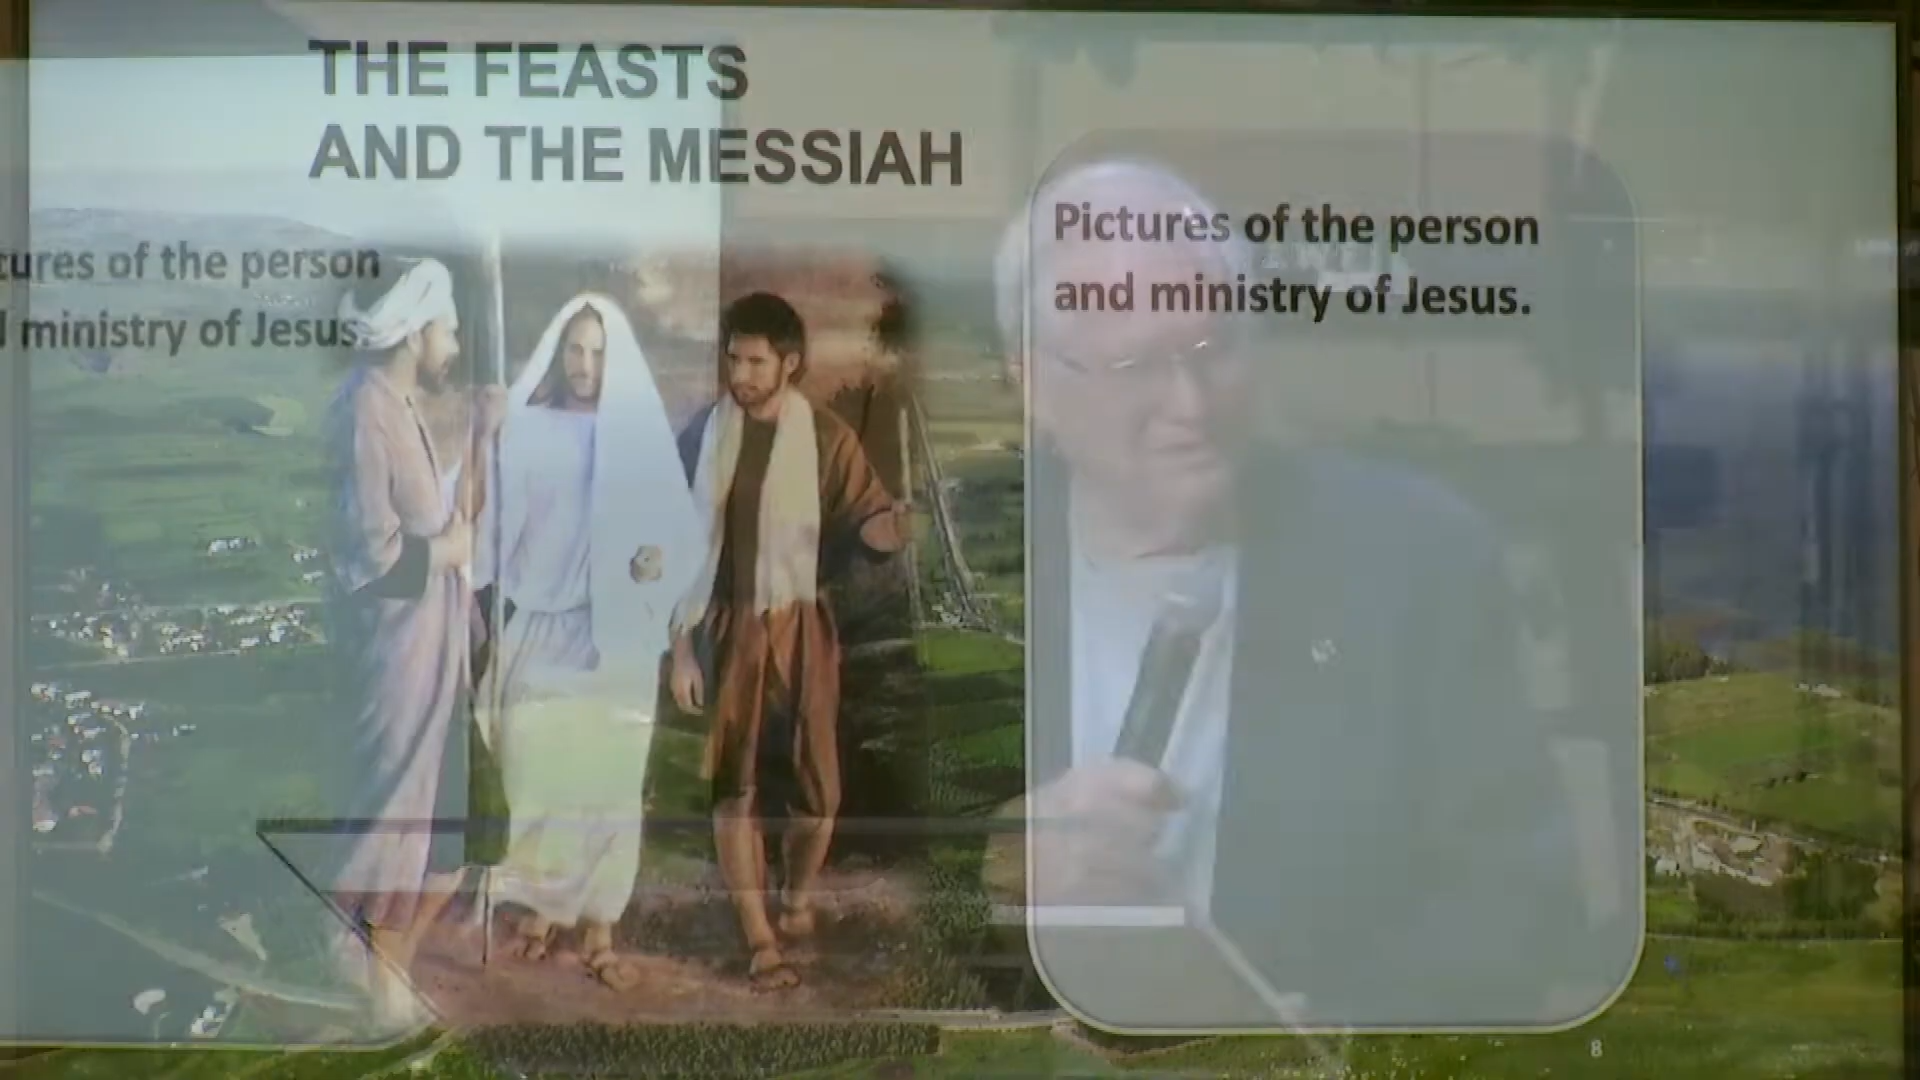 THE FEASTS
AND THE MESSIAH
Pictures of the person
and ministry of Jesus.
of the person
ministry of Jesus.
8